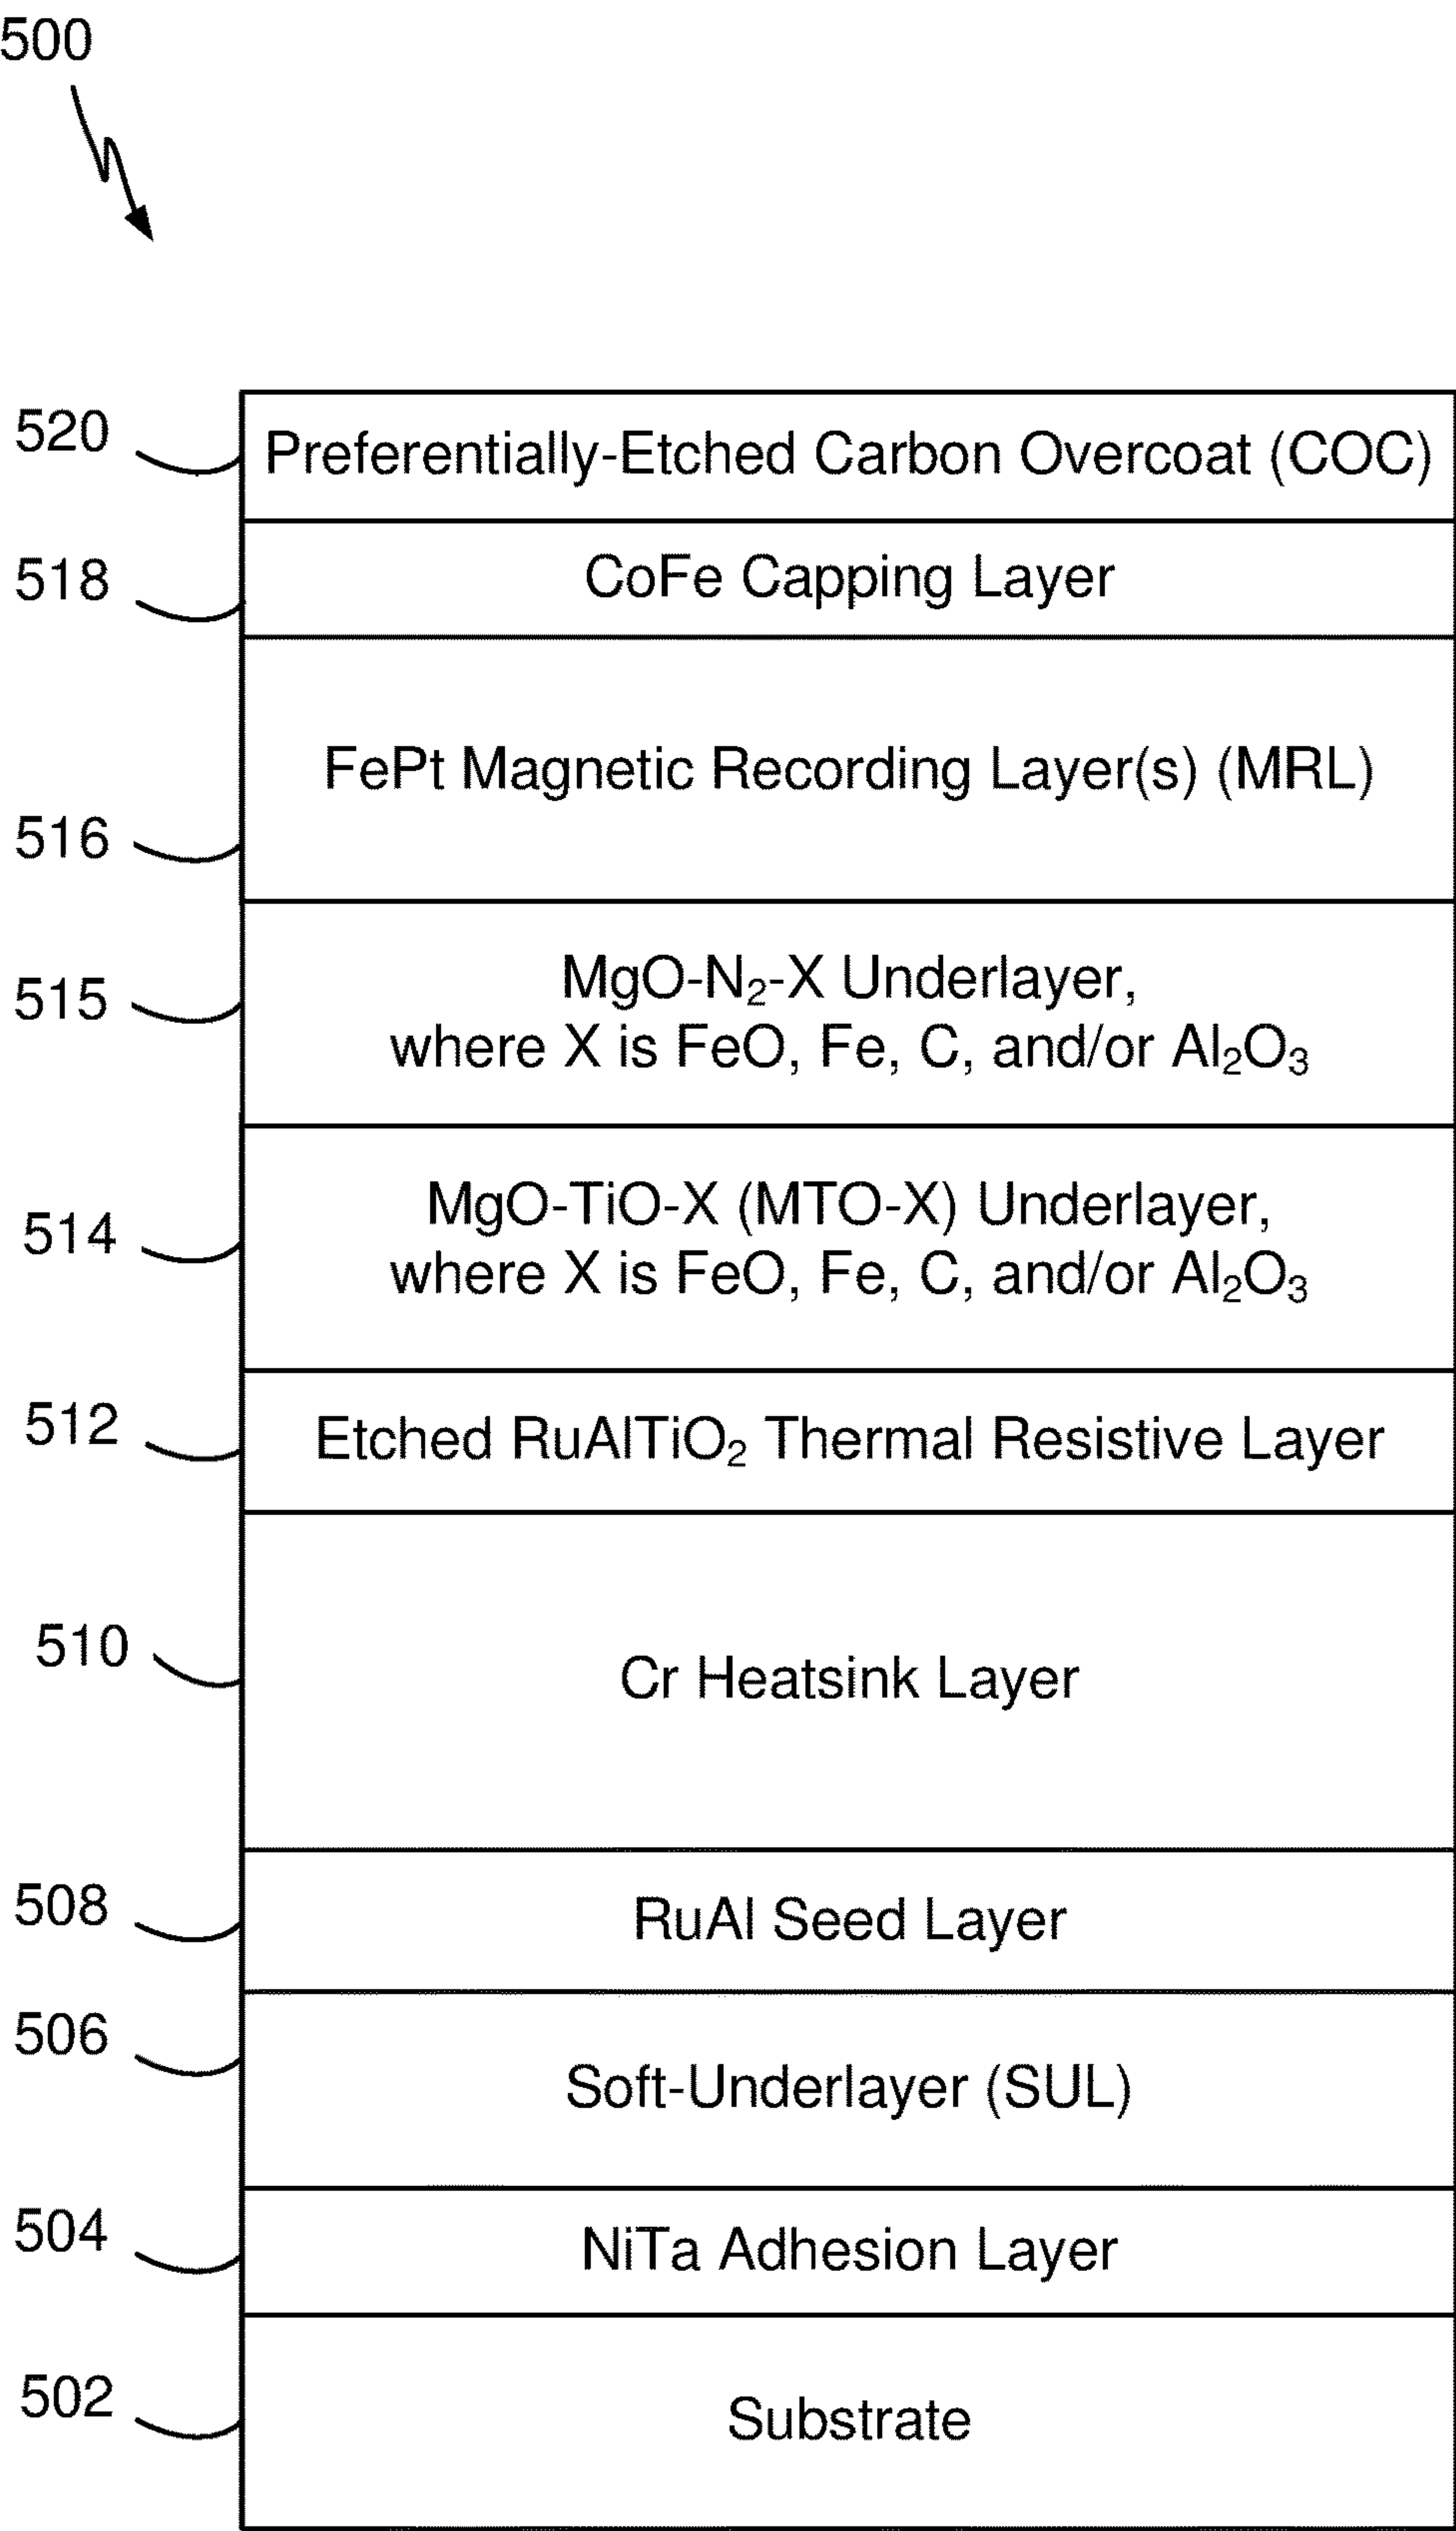 500
520 Preferentially-Etched Carbon Overcoat (COC)
518 CoFe Capping Layer
FePt Magnetic Recording Layer(s) (MRL)
516
MgO-N₂-X Underlayer,
515
where X is FeO, Fe, C, and/or Al₂O₃
MgO-TiO-X (MTO-X) Underlayer,
514
where X is FeO, Fe, C, and/or Al₂O₃
512 Etched RuAlTiO₂ Thermal Resistive Layer
510 Cr Heatsink Layer
508 RuAl Seed Layer
506 Soft-Underlayer (SUL)
504 NiTa Adhesion Layer
502 Substrate